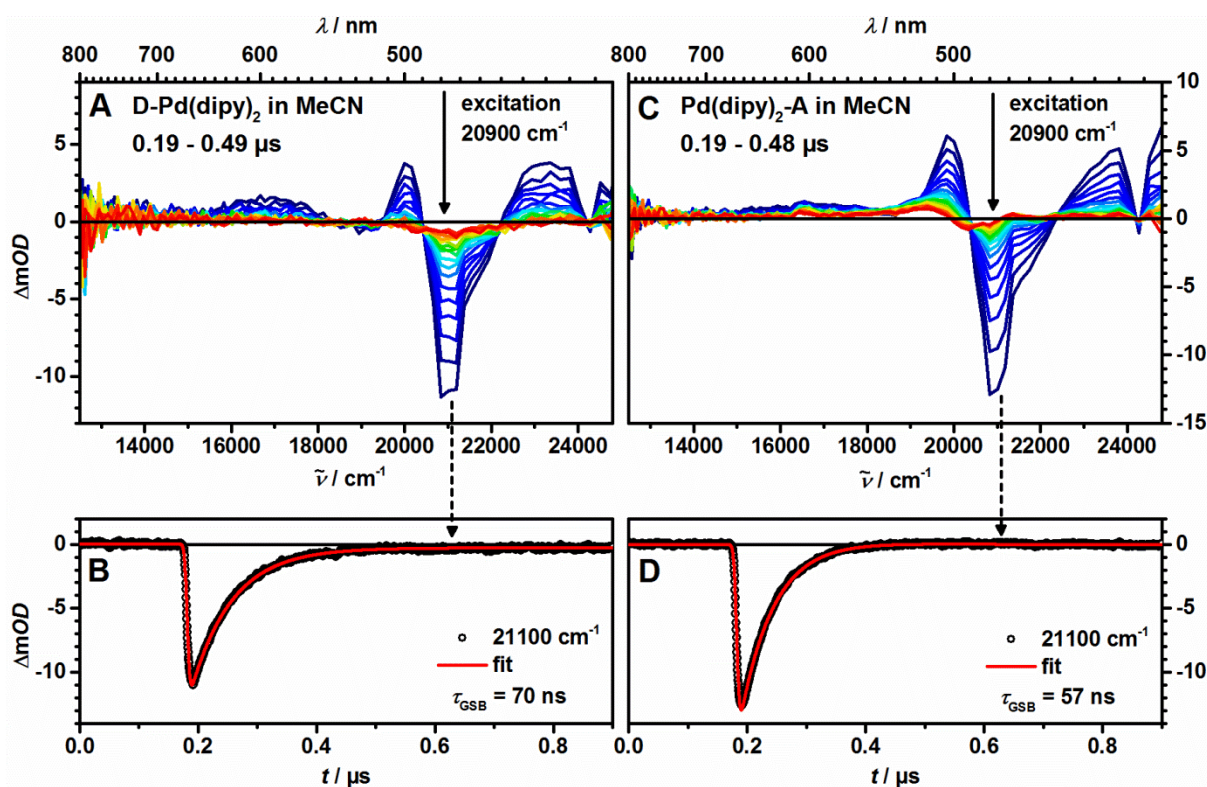 λ / nm
λ / nm
800 700 600 500
800 700 600 500
A D-Pd(dipy)₂ in MeCN
0.19 - 0.49 µs
excitation
20900 cm⁻¹
C Pd(dipy)₂-A in MeCN
0.19 - 0.48 µs
excitation
20900 cm⁻¹
ΔmOD
5
0
-5
-10
10
5
0
-5
-10
-15
14000 16000 18000 20000 22000 24000
14000 16000 18000 20000 22000 24000
ṽ / cm⁻¹
ṽ / cm⁻¹
B
21100 cm⁻¹
fit
τGSB = 70 ns
D
21100 cm⁻¹
fit
τGSB = 57 ns
ΔmOD
0
-5
-10
0
-5
-10
0.0 0.2 0.4 0.6 0.8
0.0 0.2 0.4 0.6 0.8
t / µs
t / µs